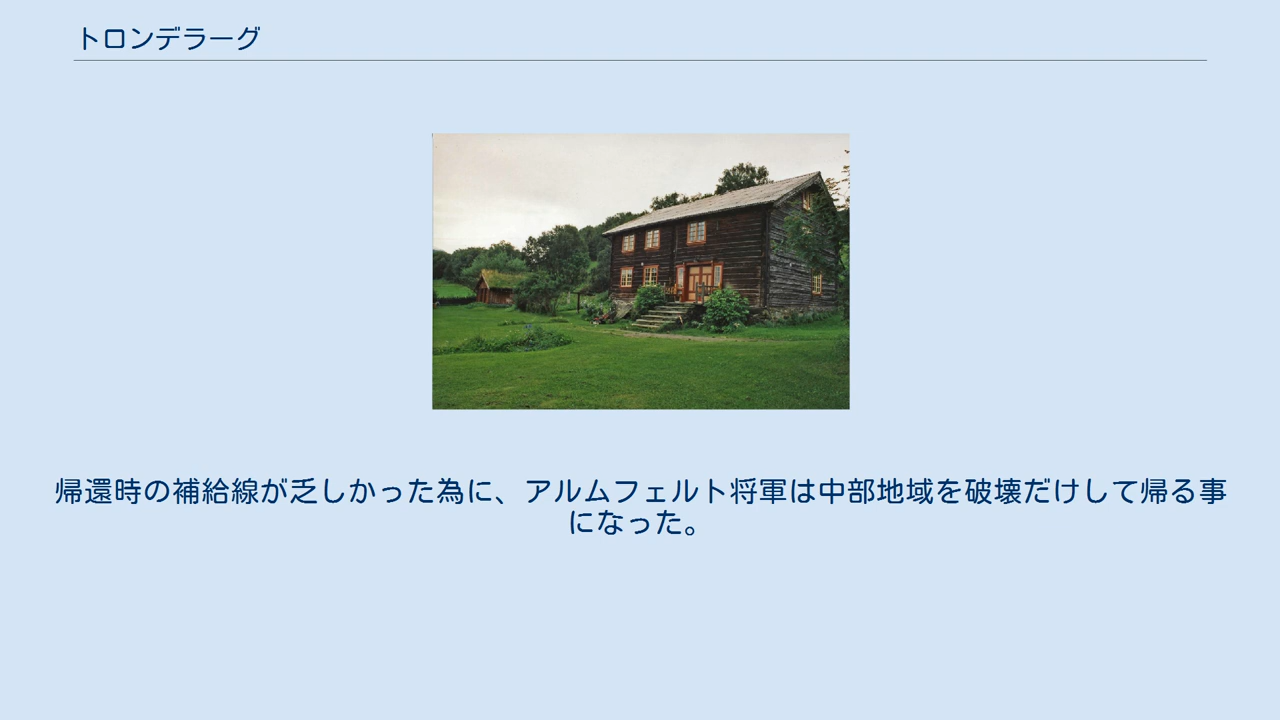 トロンデラーグ
帰還時の補給線が乏しかった為に、アルムフェルト将軍は中部地域を破壊だけして帰る事
になった。